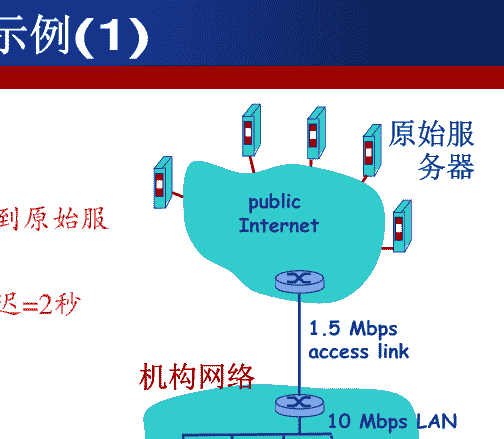 示例(1)
原始服
务器
public
Internet
到原始服
迟=2秒
1.5 Mbps
access link
机构网络
10 Mbps LAN